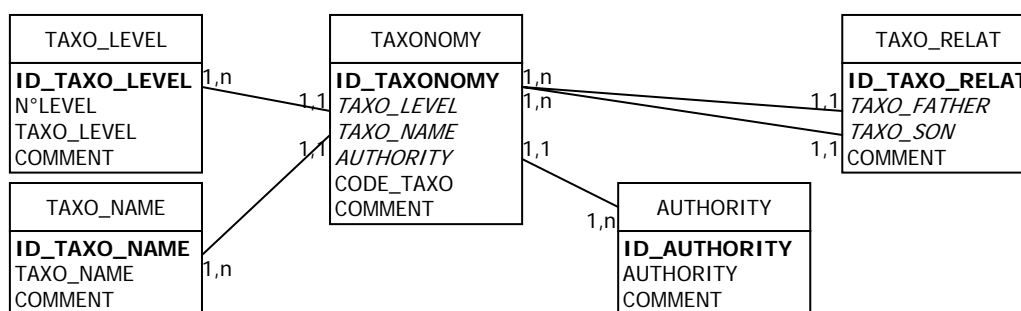 TAXO_LEVEL
ID_TAXO_LEVEL
N°LEVEL
TAXO_LEVEL
COMMENT
1,n
TAXO_NAME
ID_TAXO_NAME
TAXO_NAME
COMMENT
1,n
TAXONOMY
ID_TAXONOMY
TAXO_LEVEL
TAXO_NAME
AUTHORITY
CODE_TAXO
COMMENT
1,1
1,1
1,n
1,n
1,1
AUTHORITY
ID_AUTHORITY
AUTHORITY
COMMENT
1,n
TAXO_RELAT
ID_TAXO_RELAT
TAXO_FATHER
TAXO_SON
COMMENT
1,1
1,1